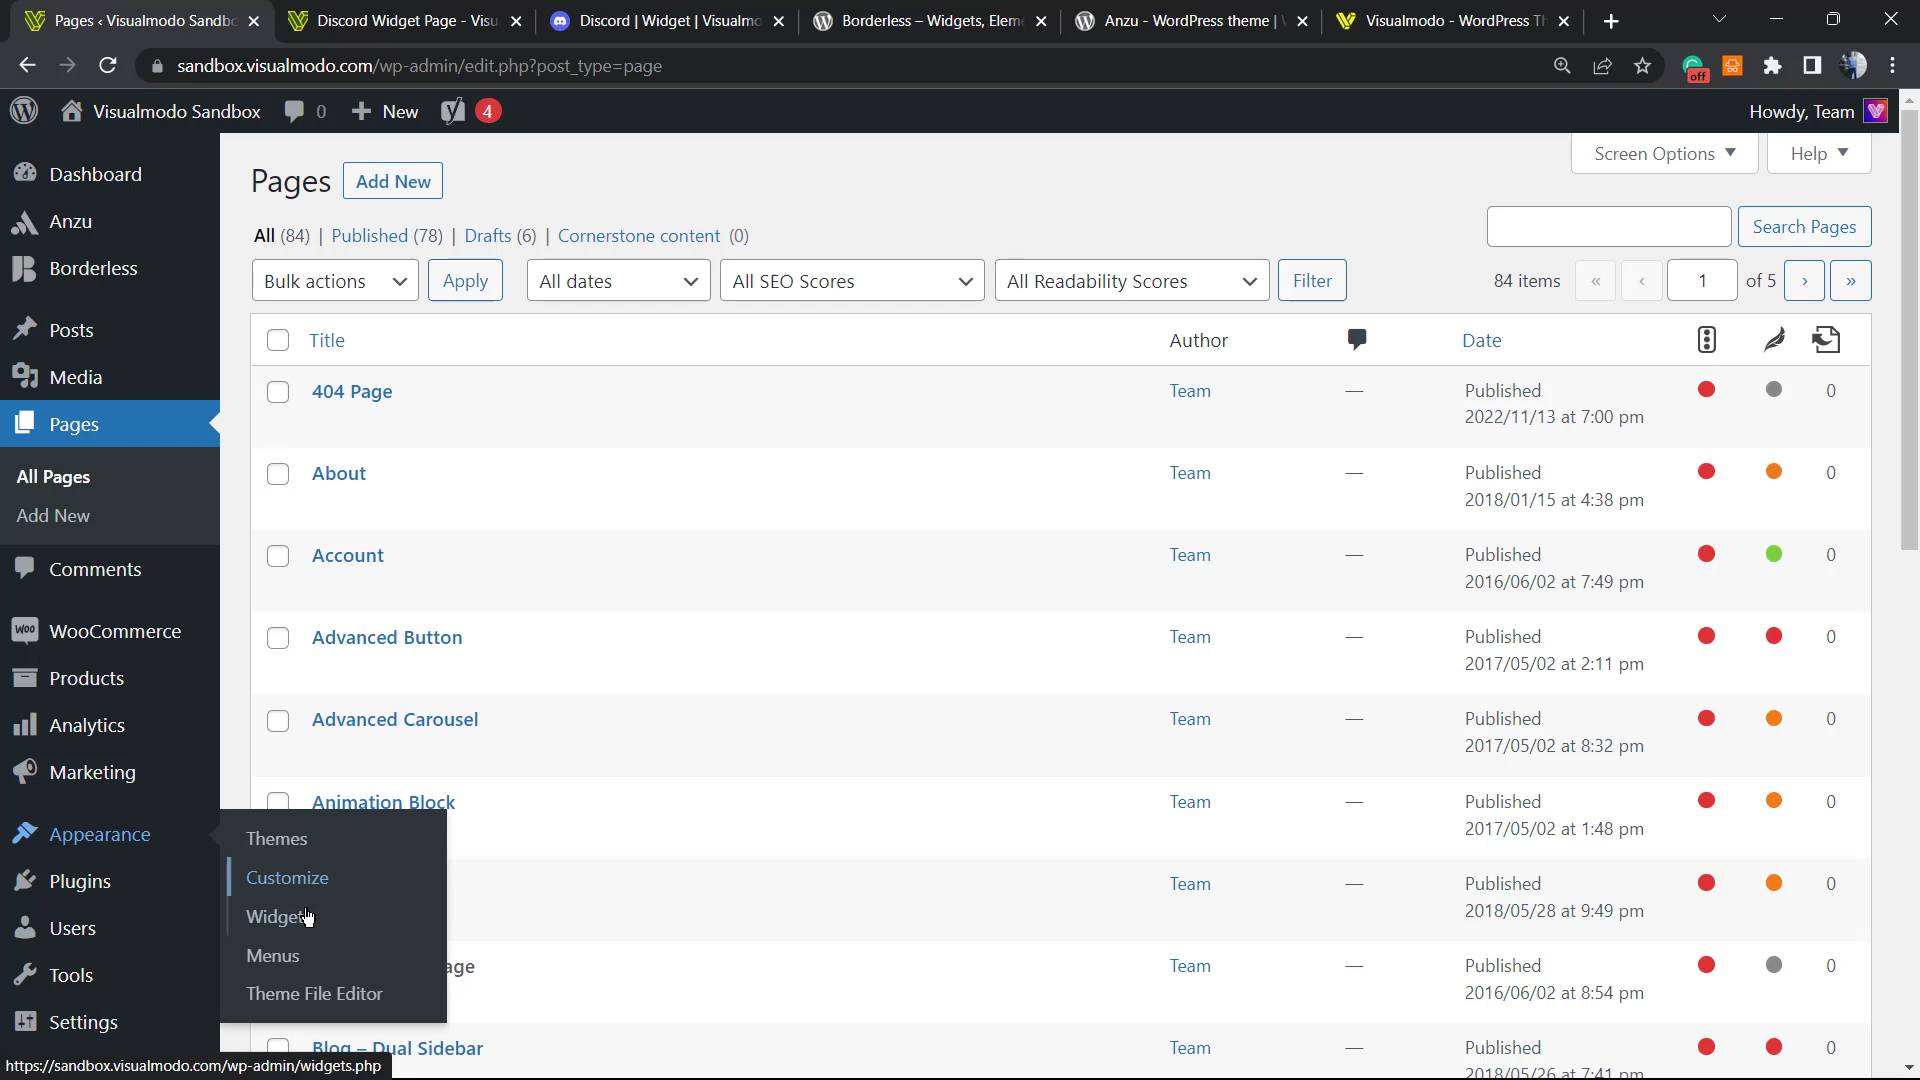 Pages ‹ Visualmodo Sandbo
Discord Widget Page - Visu
Discord | Widget | Visualmo
Borderless – Widgets, Elem
Anzu - WordPress theme |
Visualmodo - WordPress Th
sandbox.visualmodo.com/wp-admin/edit.php?post_type=page
off
Visualmodo Sandbox
0
New
4
Howdy, Team
Dashboard
Anzu
Borderless
Posts
Media
Pages
All Pages
Add New
Comments
WooCommerce
Products
Analytics
Marketing
Appearance
Plugins
Users
Tools
Settings
Themes
Customize
Widget
Menus
Theme File Editor
Screen Options
Help
Pages
Add New
All (84) | Published (78) | Drafts (6) | Cornerstone content (0)
Search Pages
Bulk actions
Apply
All dates
All SEO Scores
All Readability Scores
Filter
84 items
«
‹
1
of 5
›
»
Title
Author
Date
404 Page
Team
—
Published
2022/11/13 at 7:00 pm
0
About
Team
—
Published
2018/01/15 at 4:38 pm
0
Account
Team
—
Published
2016/06/02 at 7:49 pm
0
Advanced Button
Team
—
Published
2017/05/02 at 2:11 pm
0
Advanced Carousel
Team
—
Published
2017/05/02 at 8:32 pm
0
Animation Block
Team
—
Published
2017/05/02 at 1:48 pm
0
Team
—
Published
2018/05/28 at 9:49 pm
0
age
Team
—
Published
2016/06/02 at 8:54 pm
0
Blog – Dual Sidebar
Team
—
Published
2018/05/26 at 7:41 pm
0
https://sandbox.visualmodo.com/wp-admin/widgets.php